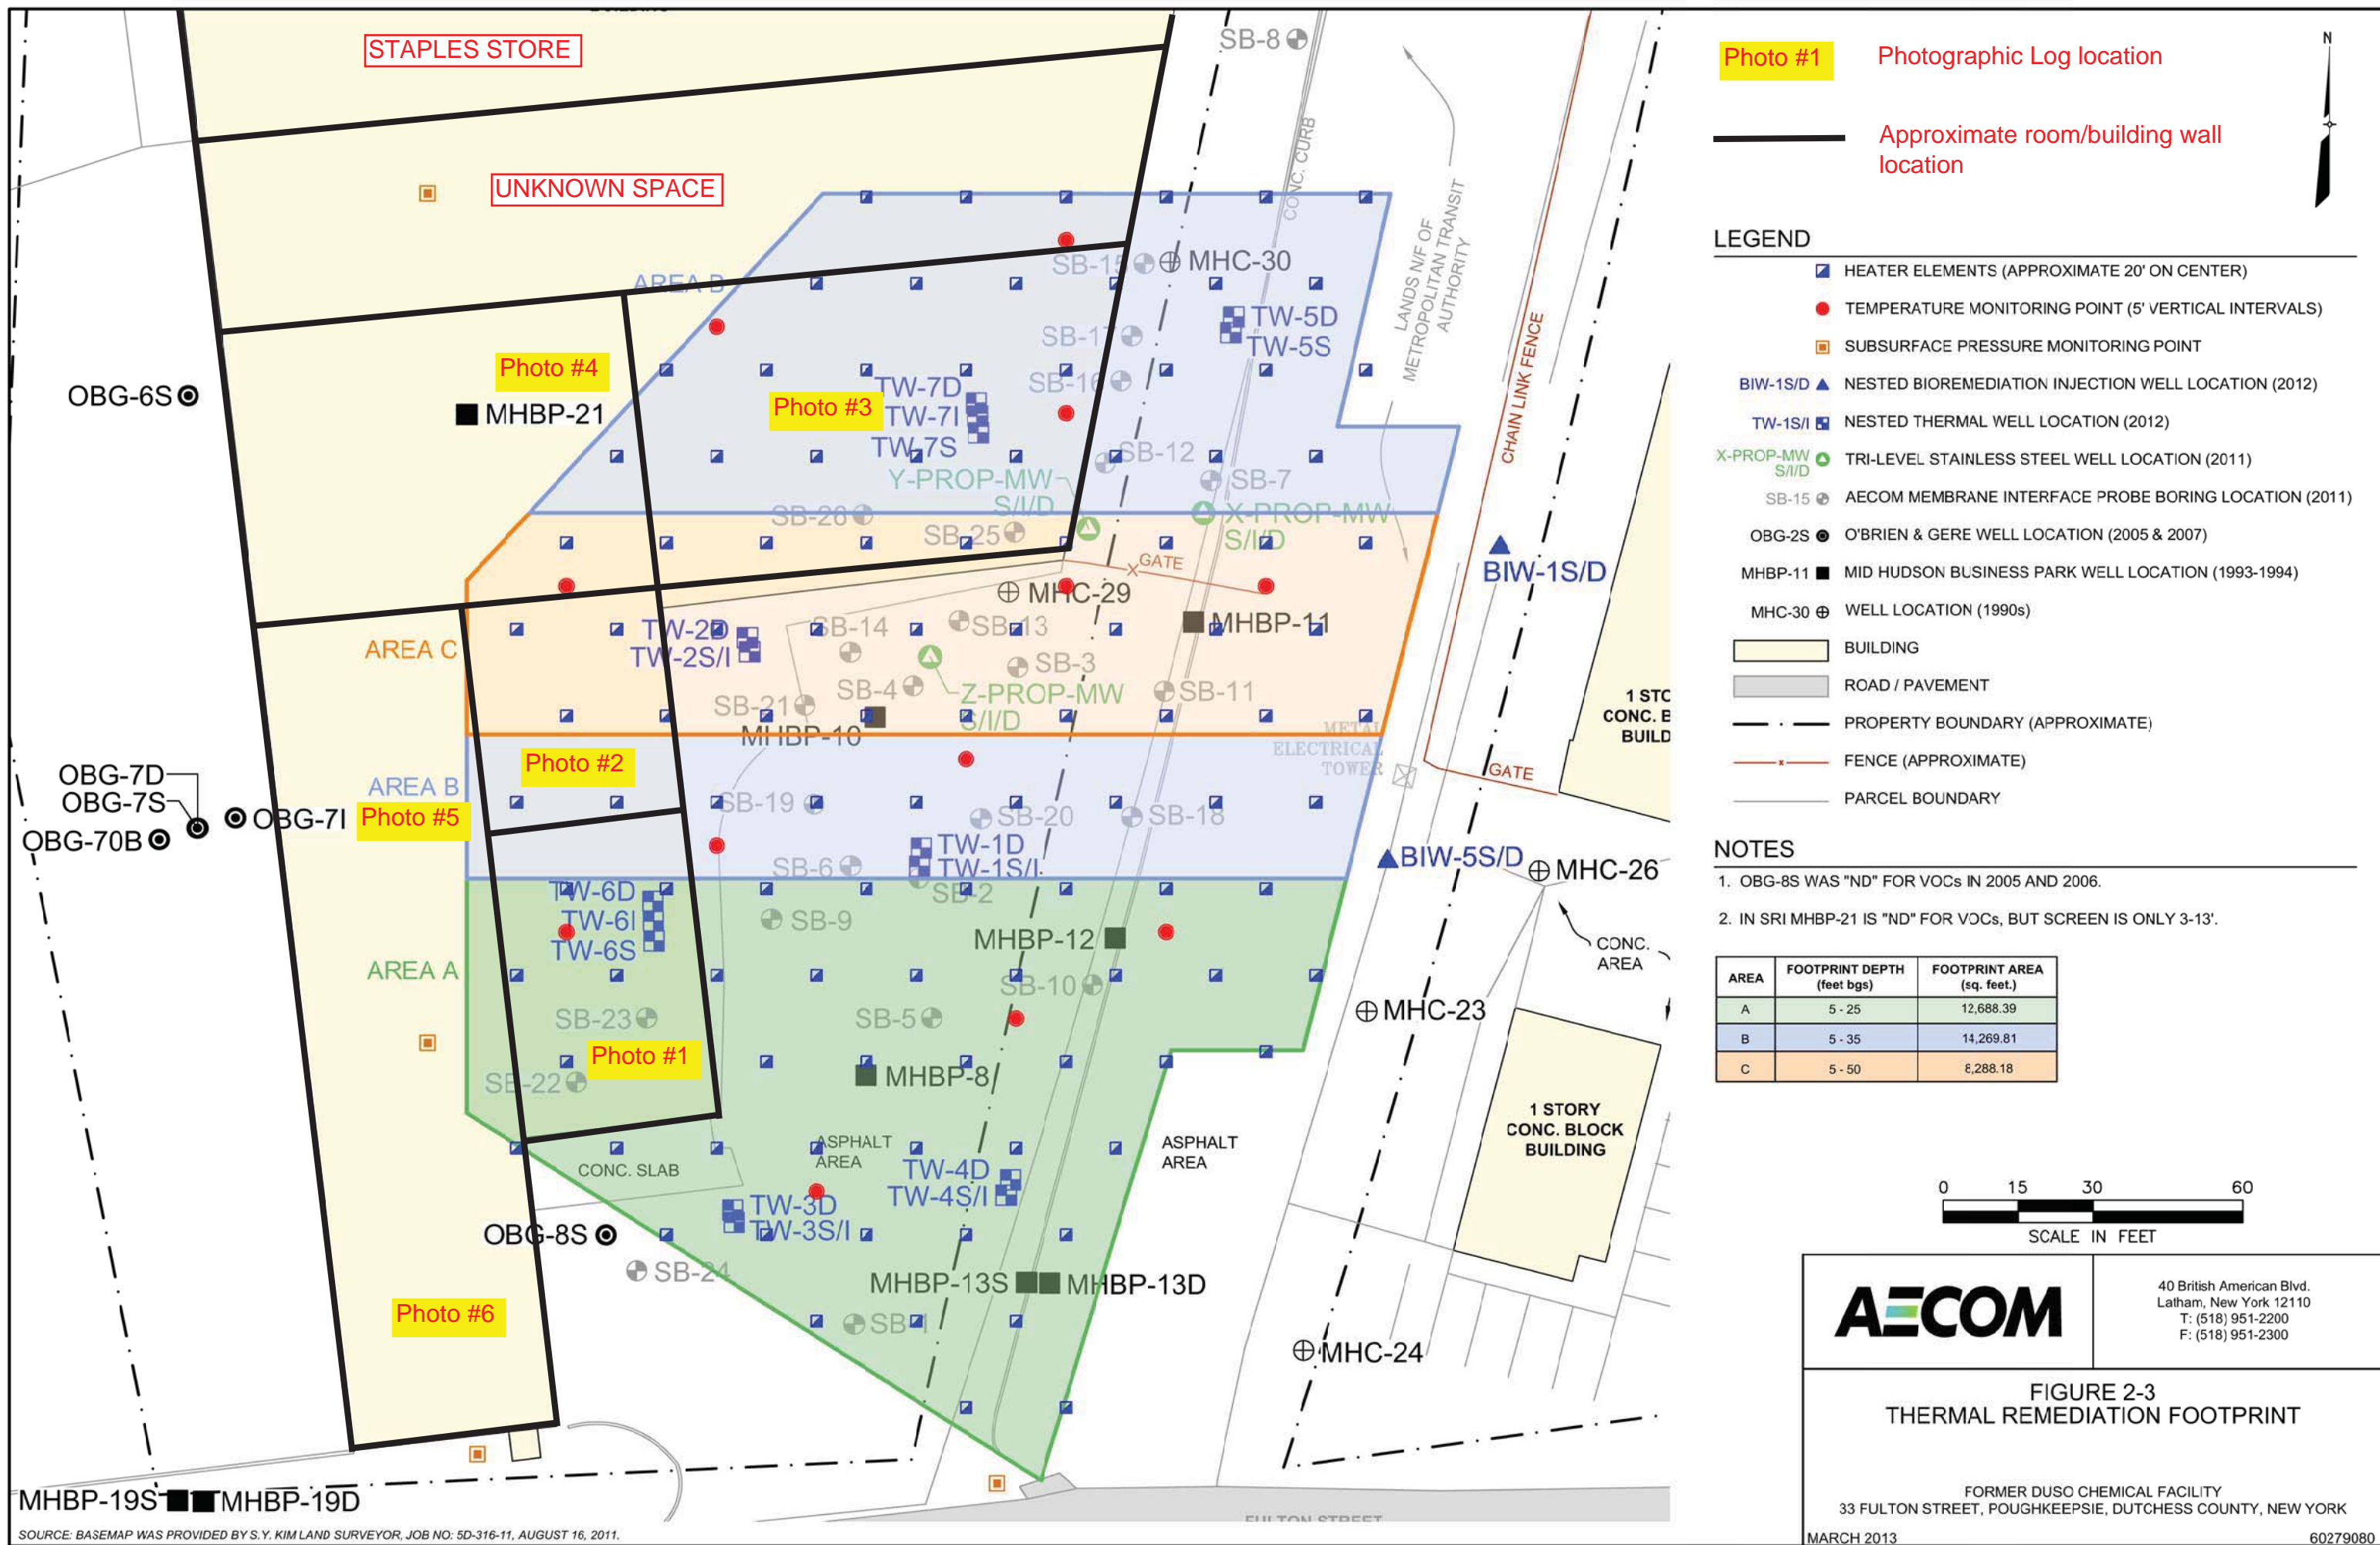 BUILDING
STAPLES STORE
UNKNOWN SPACE
SB-8
CONC. CURB
LANDS N/F OF
METROPOLITAN TRANSIT
AUTHORITY
CHAIN LINK FENCE
AREA B
SB-15
MHC-30
TW-5D
TW-5S
SB-17
SB-16
OBG-6S
Photo #4
MHBP-21
Photo #3
TW-7D
TW-7I
TW-7S
SB-12
SB-7
Y-PROP-MW
S/I/D
X-PROP-MW
S/I/D
SB-26
SB-25
GATE
X
MHC-29
BIW-1S/D
AREA C
TW-2D
TW-2S/I
SB-14
SB-13
MHBP-11
SB-3
SB-4
Z-PROP-MW
S/I/D
SB-11
SB-21
MHBP-10
METAL
ELECTRICAL
TOWER
GATE
1 STO
CONC. B
BUILD
OBG-7D
OBG-7S
OBG-7I
OBG-70B
AREA B
Photo #5
Photo #2
SB-19
SB-20
SB-18
TW-1D
TW-1S/I
SB-6
SB-2
BIW-5S/D
MHC-26
TW-6D
TW-6I
TW-6S
SB-9
MHBP-12
CONC.
AREA
AREA A
SB-10
SB-23
SB-5
MHC-23
Photo #1
SB-22
MHBP-8
1 STORY
CONC. BLOCK
BUILDING
ASPHALT
AREA
ASPHALT
AREA
CONC. SLAB
TW-4D
TW-4S/I
TW-3D
TW-3S/I
OBG-8S
SB-24
MHBP-13S
MHBP-13D
Photo #6
SB-1
MHC-24
MHBP-19S
MHBP-19D
FULTON STREET
SOURCE: BASEMAP WAS PROVIDED BY S.Y. KIM LAND SURVEYOR, JOB NO: 5D-316-11, AUGUST 16, 2011.
Photo #1 Photographic Log location
Approximate room/building wall
location
N
LEGEND
HEATER ELEMENTS (APPROXIMATE 20' ON CENTER)
TEMPERATURE MONITORING POINT (5' VERTICAL INTERVALS)
SUBSURFACE PRESSURE MONITORING POINT
BIW-1S/D NESTED BIOREMEDIATION INJECTION WELL LOCATION (2012)
TW-1S/I NESTED THERMAL WELL LOCATION (2012)
X-PROP-MW
S/I/D TRI-LEVEL STAINLESS STEEL WELL LOCATION (2011)
SB-15 AECOM MEMBRANE INTERFACE PROBE BORING LOCATION (2011)
OBG-2S O'BRIEN & GERE WELL LOCATION (2005 & 2007)
MHBP-11 MID HUDSON BUSINESS PARK WELL LOCATION (1993-1994)
MHC-30 WELL LOCATION (1990s)
BUILDING
ROAD / PAVEMENT
PROPERTY BOUNDARY (APPROXIMATE)
x FENCE (APPROXIMATE)
PARCEL BOUNDARY
NOTES
1. OBG-8S WAS "ND" FOR VOCs IN 2005 AND 2006.
2. IN SRI MHBP-21 IS "ND" FOR VOCs, BUT SCREEN IS ONLY 3-13'.
AREA FOOTPRINT DEPTH (feet bgs) FOOTPRINT AREA (sq. feet.)
A 5 - 25 12,688.39
B 5 - 35 14,269.81
C 5 - 50 8,288.18
0 15 30 60
SCALE IN FEET
AECOM
40 British American Blvd.
Latham, New York 12110
T: (518) 951-2200
F: (518) 951-2300
FIGURE 2-3
THERMAL REMEDIATION FOOTPRINT
FORMER DUSO CHEMICAL FACILITY
33 FULTON STREET, POUGHKEEPSIE, DUTCHESS COUNTY, NEW YORK
MARCH 2013 60279080